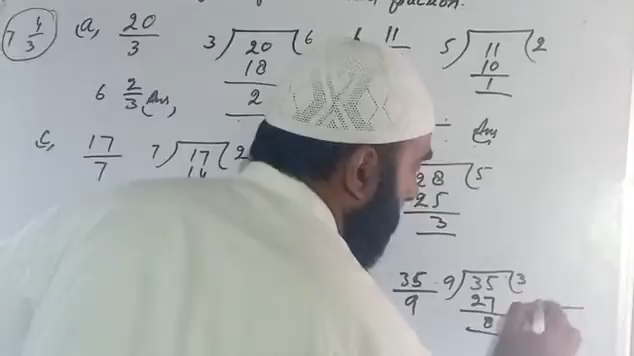 fraction.
7 4/3 a, 20/3 3) 20 (6 11 5) 11 (2
18 10
2 1
6 2/3 Ans, Ans
c, 17/7 7) 17 (2 28 (5
14 25
3
35/9 9) 35 (3
27
8